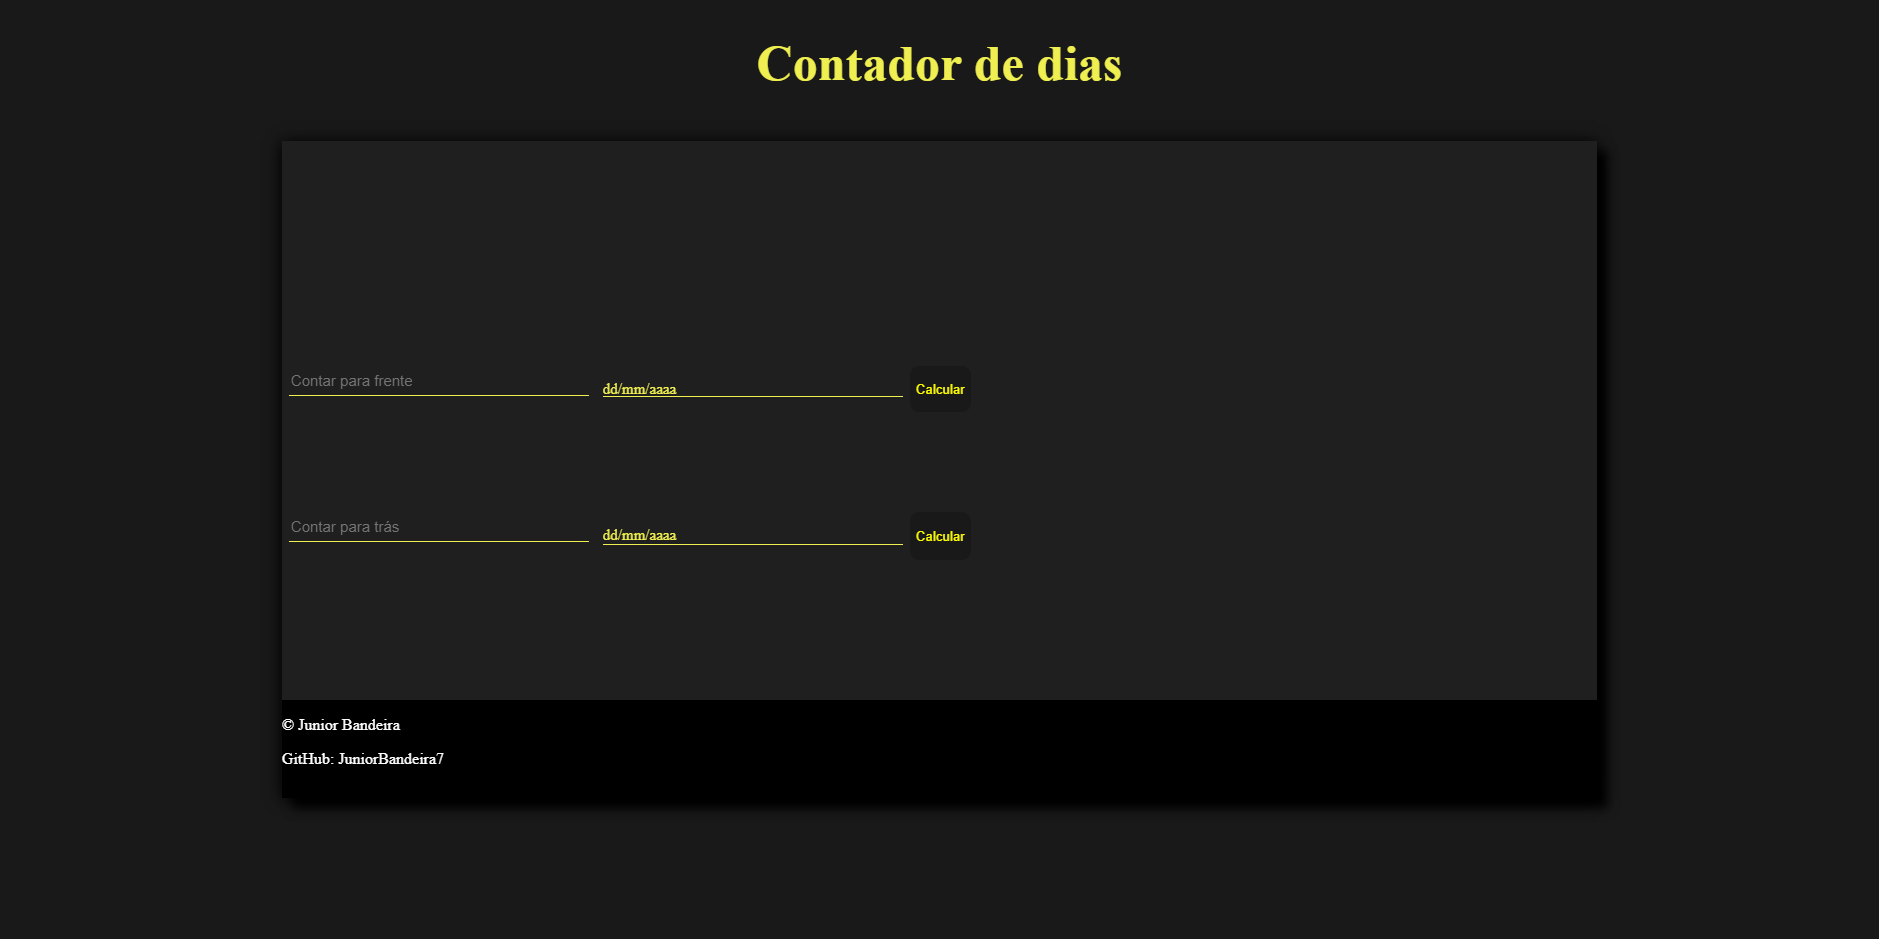 Contador de dias
Contar para frente dd/mm/aaaa Calcular
Contar para trás dd/mm/aaaa Calcular
© Junior Bandeira
GitHub: JuniorBandeira7